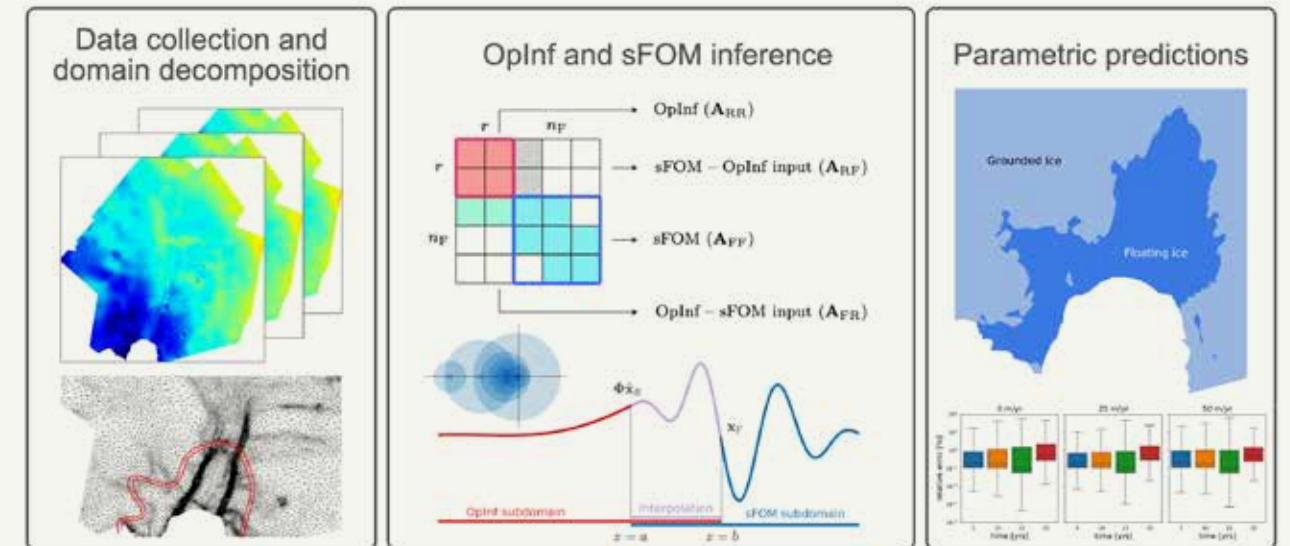 Data collection and
domain decomposition
OpInf and sFOM inference
r
n_F
r
n_F
OpInf (A_RR)
sFOM – OpInf input (A_RF)
sFOM (A_FF)
OpInf – sFOM input (A_FR)
x_F
OpInf subdomain
interpolation
sFOM subdomain
x = a
x = b
Parametric predictions
Grounded ice
Floating ice
0 m/yr
25 m/yr
50 m/yr
relative error [%]
time [yrs]
time [yrs]
time [yrs]